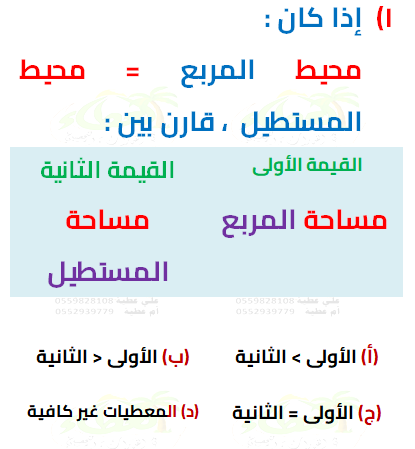 ١) إذا كان :
محيط المربع = محيط
المستطيل ، قارن بين :
القيمة الأولى القيمة الثانية
مساحة المربع مساحة
المستطيل
علي عطية 0559828108 علي عطية 0559828108
ام عطية 0552939779 ام عطية 0552939779
(أ) الأولى > الثانية (ب) الأولى < الثانية
(ج) الأولى = الثانية (د) المعطيات غير كافية